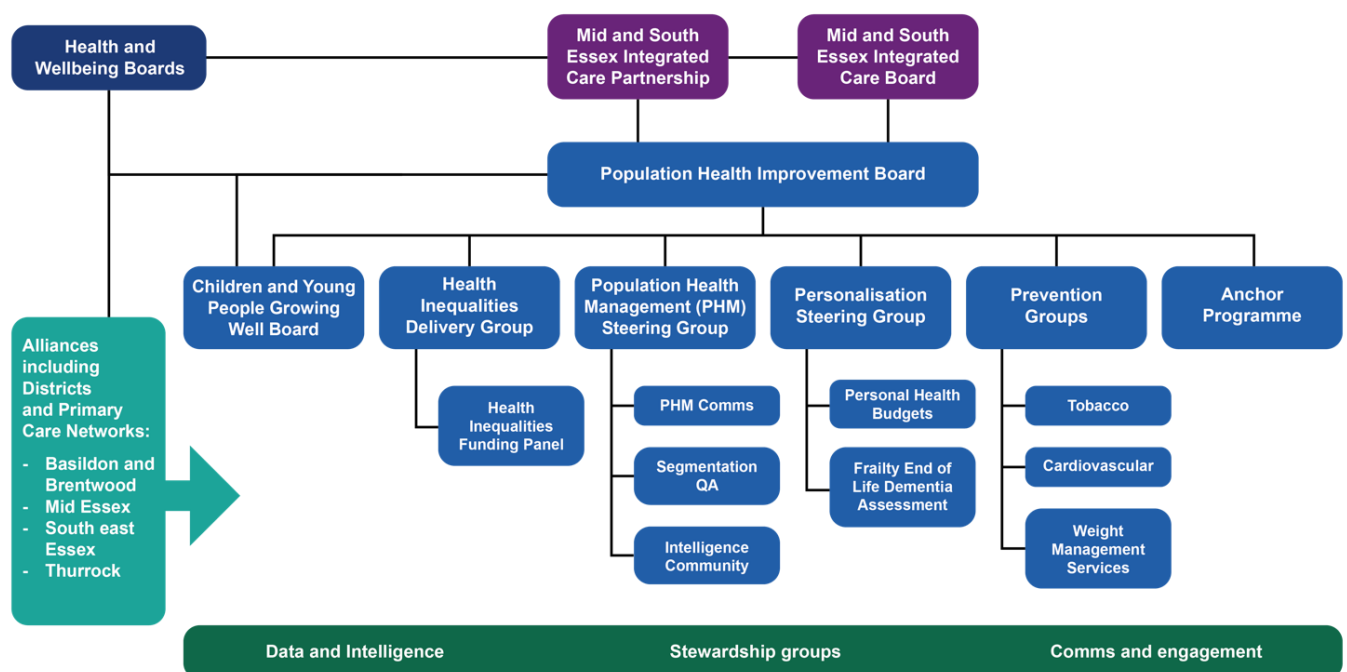 Health and
Wellbeing Boards
Mid and South
Essex Integrated
Care Partnership
Mid and South
Essex Integrated
Care Board
Population Health Improvement Board
Children and Young
People Growing
Well Board
Health
Inequalities
Delivery Group
Population Health
Management (PHM)
Steering Group
Personalisation
Steering Group
Prevention
Groups
Anchor
Programme
Alliances
including
Districts
and Primary
Care Networks:
- Basildon and
Brentwood
- Mid Essex
- South east
Essex
- Thurrock
Health
Inequalities
Funding Panel
PHM Comms
Segmentation
QA
Intelligence
Community
Personal Health
Budgets
Frailty End of
Life Dementia
Assessment
Tobacco
Cardiovascular
Weight
Management
Services
Data and Intelligence
Stewardship groups
Comms and engagement